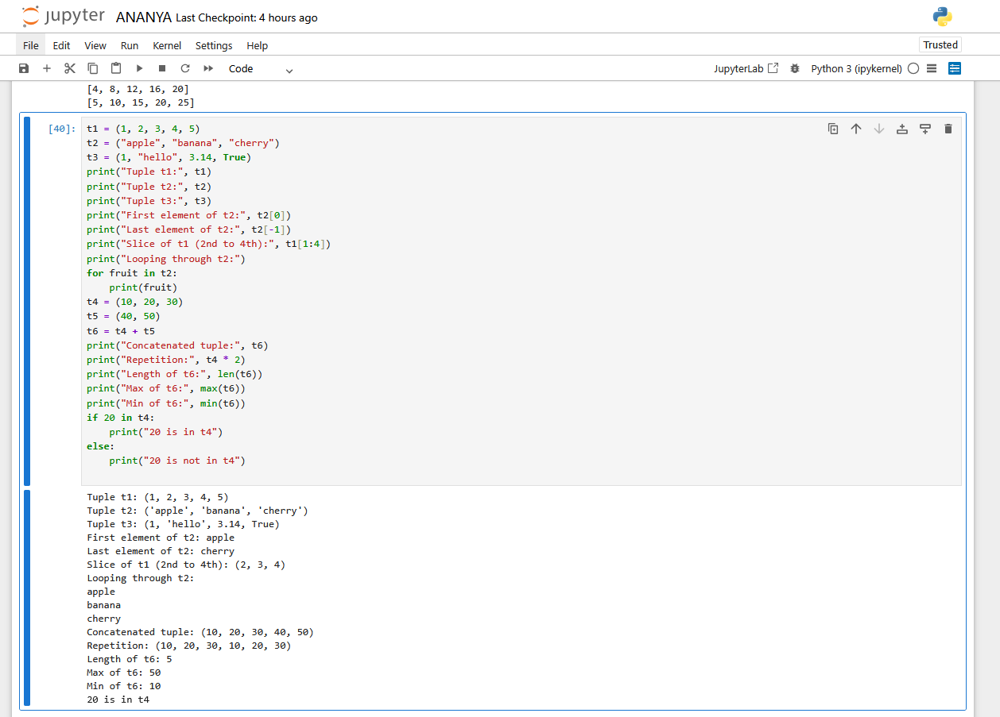 jupyter ANANYA Last Checkpoint: 4 hours ago
File Edit View Run Kernel Settings Help Trusted
Code JupyterLab Python 3 (ipykernel)
[4, 8, 12, 16, 20]
[5, 10, 15, 20, 25]
[40]: t1 = (1, 2, 3, 4, 5)
t2 = ("apple", "banana", "cherry")
t3 = (1, "hello", 3.14, True)
print("Tuple t1:", t1)
print("Tuple t2:", t2)
print("Tuple t3:", t3)
print("First element of t2:", t2[0])
print("Last element of t2:", t2[-1])
print("Slice of t1 (2nd to 4th):", t1[1:4])
print("Looping through t2:")
for fruit in t2:
    print(fruit)
t4 = (10, 20, 30)
t5 = (40, 50)
t6 = t4 + t5
print("Concatenated tuple:", t6)
print("Repetition:", t4 * 2)
print("Length of t6:", len(t6))
print("Max of t6:", max(t6))
print("Min of t6:", min(t6))
if 20 in t4:
    print("20 is in t4")
else:
    print("20 is not in t4")
Tuple t1: (1, 2, 3, 4, 5)
Tuple t2: ('apple', 'banana', 'cherry')
Tuple t3: (1, 'hello', 3.14, True)
First element of t2: apple
Last element of t2: cherry
Slice of t1 (2nd to 4th): (2, 3, 4)
Looping through t2:
apple
banana
cherry
Concatenated tuple: (10, 20, 30, 40, 50)
Repetition: (10, 20, 30, 10, 20, 30)
Length of t6: 5
Max of t6: 50
Min of t6: 10
20 is in t4